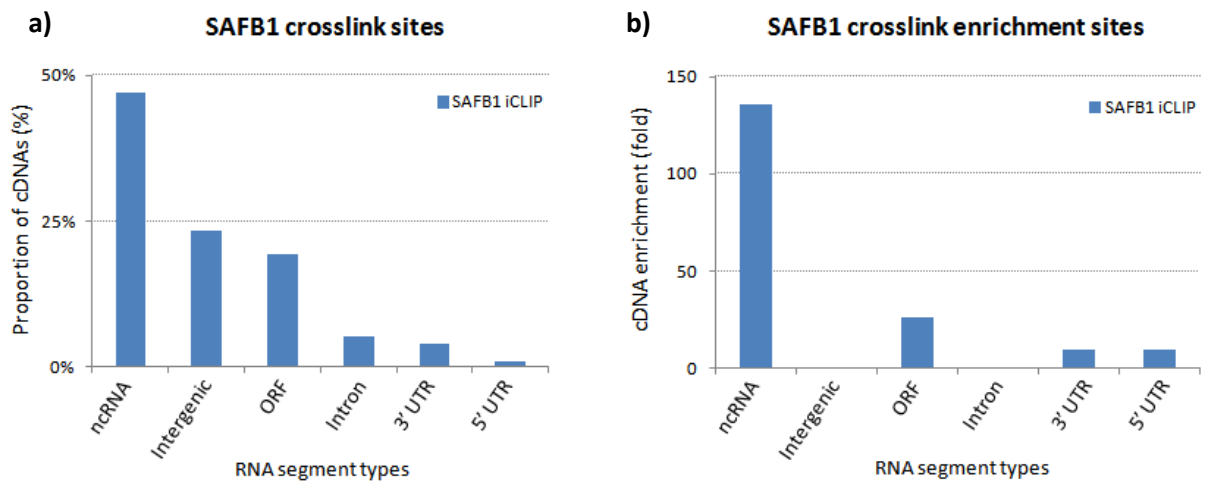 a)
SAFB1 crosslink sites
50%
25%
0%
Proportion of cDNAs (%)
SAFB1 iCLIP
ncRNA
Intergenic
ORF
Intron
3' UTR
5' UTR
RNA segment types
b)
SAFB1 crosslink enrichment sites
150
100
50
0
cDNA enrichment (fold)
SAFB1 iCLIP
ncRNA
Intergenic
ORF
Intron
3' UTR
5' UTR
RNA segment types